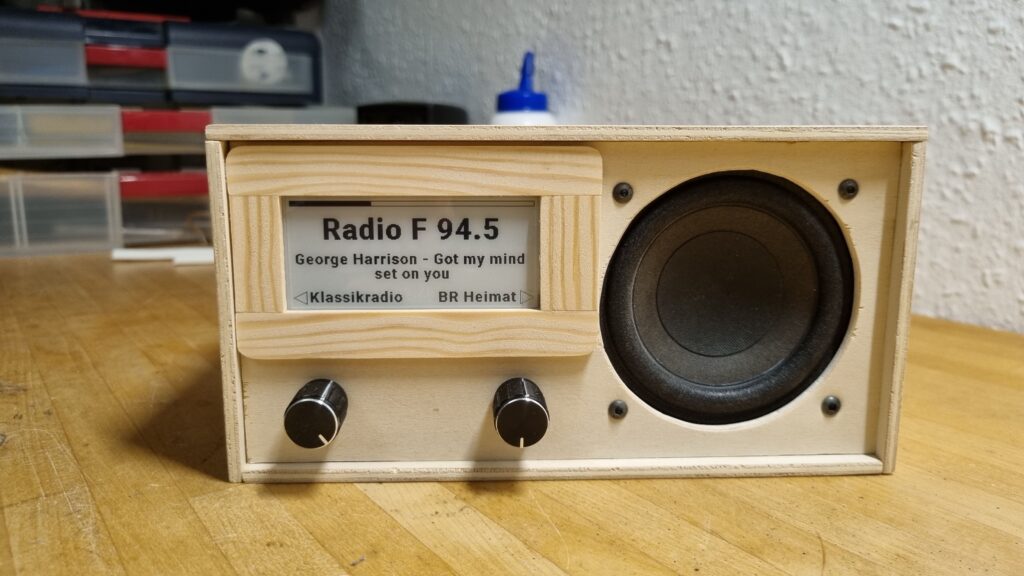 Radio F 94.5
George Harrison - Got my mind
set on you
Klassikradio BR Heimat